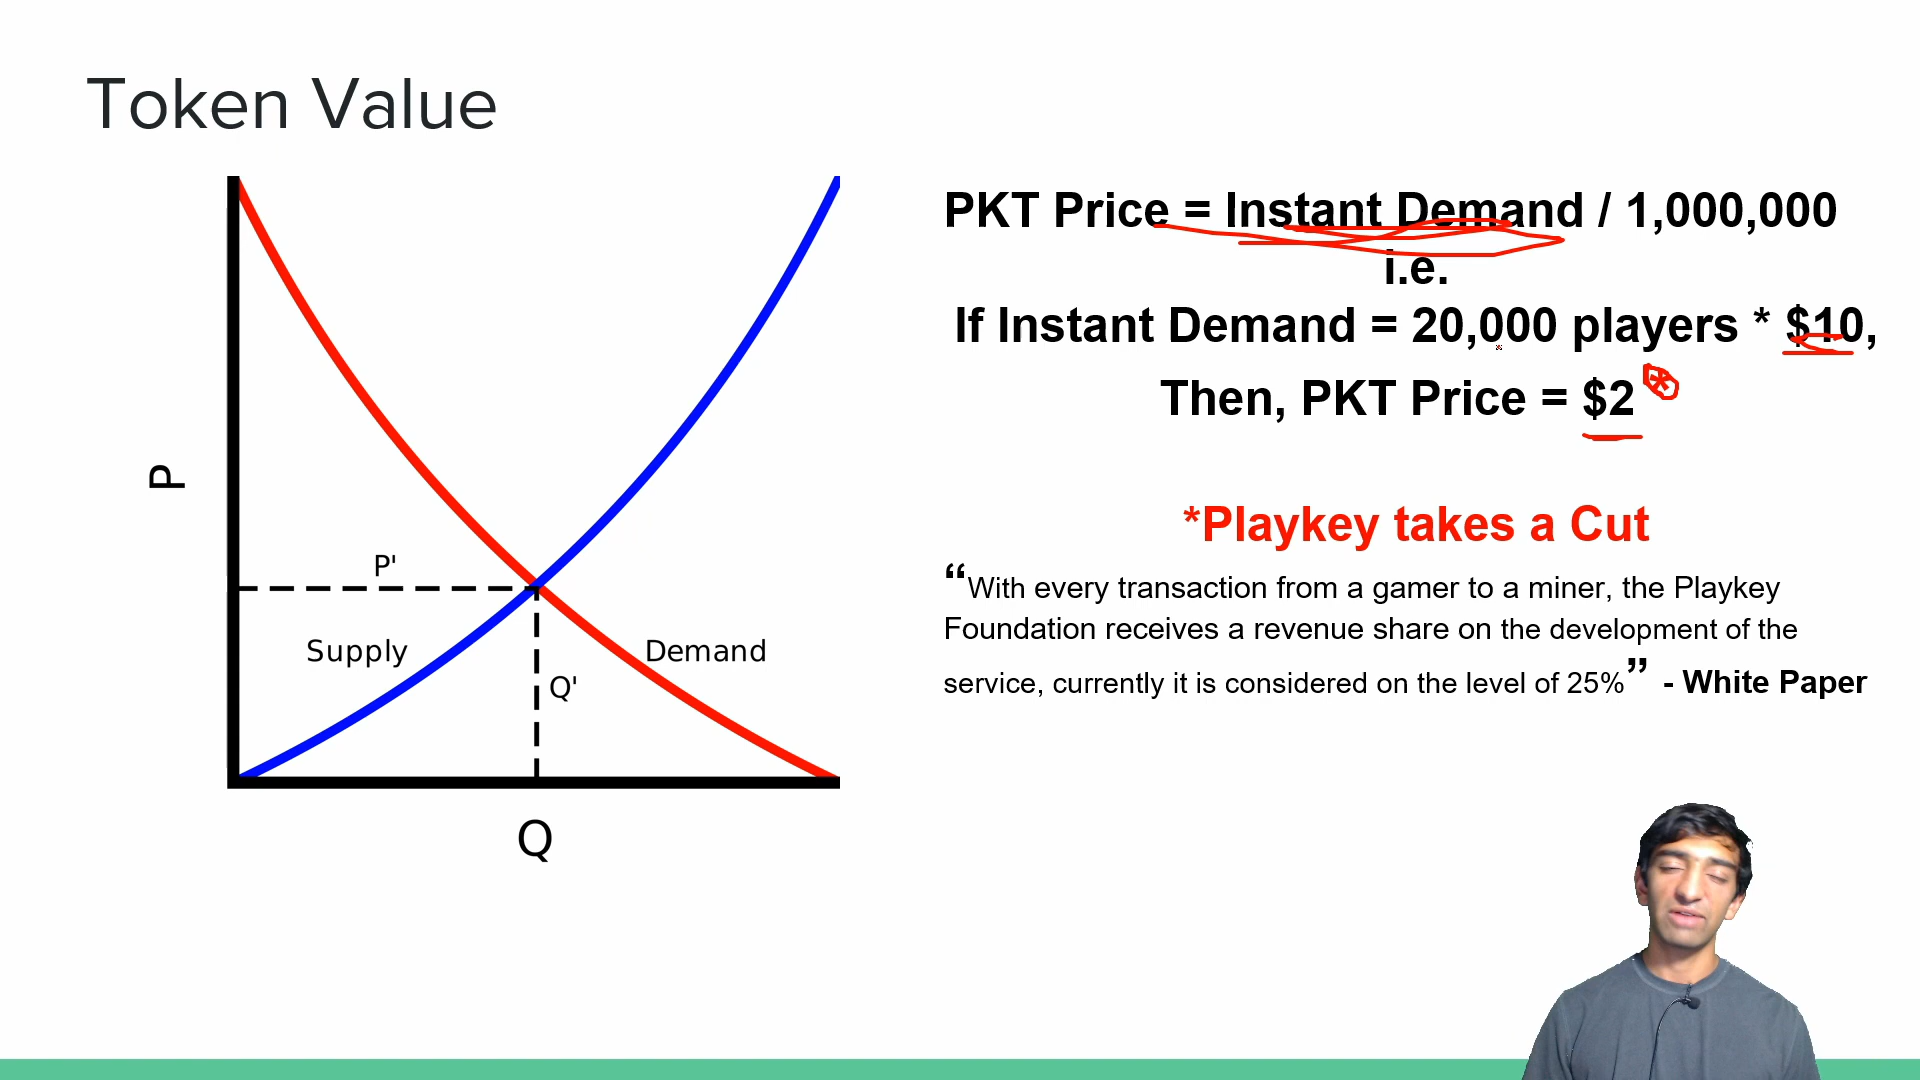 Token Value
P
P'
Supply
Demand
Q'
Q
PKT Price = Instant Demand / 1,000,000
i.e.
If Instant Demand = 20,000 players * $10,
Then, PKT Price = $2*
*Playkey takes a Cut
“With every transaction from a gamer to a miner, the Playkey
Foundation receives a revenue share on the development of the
service, currently it is considered on the level of 25%” - White Paper